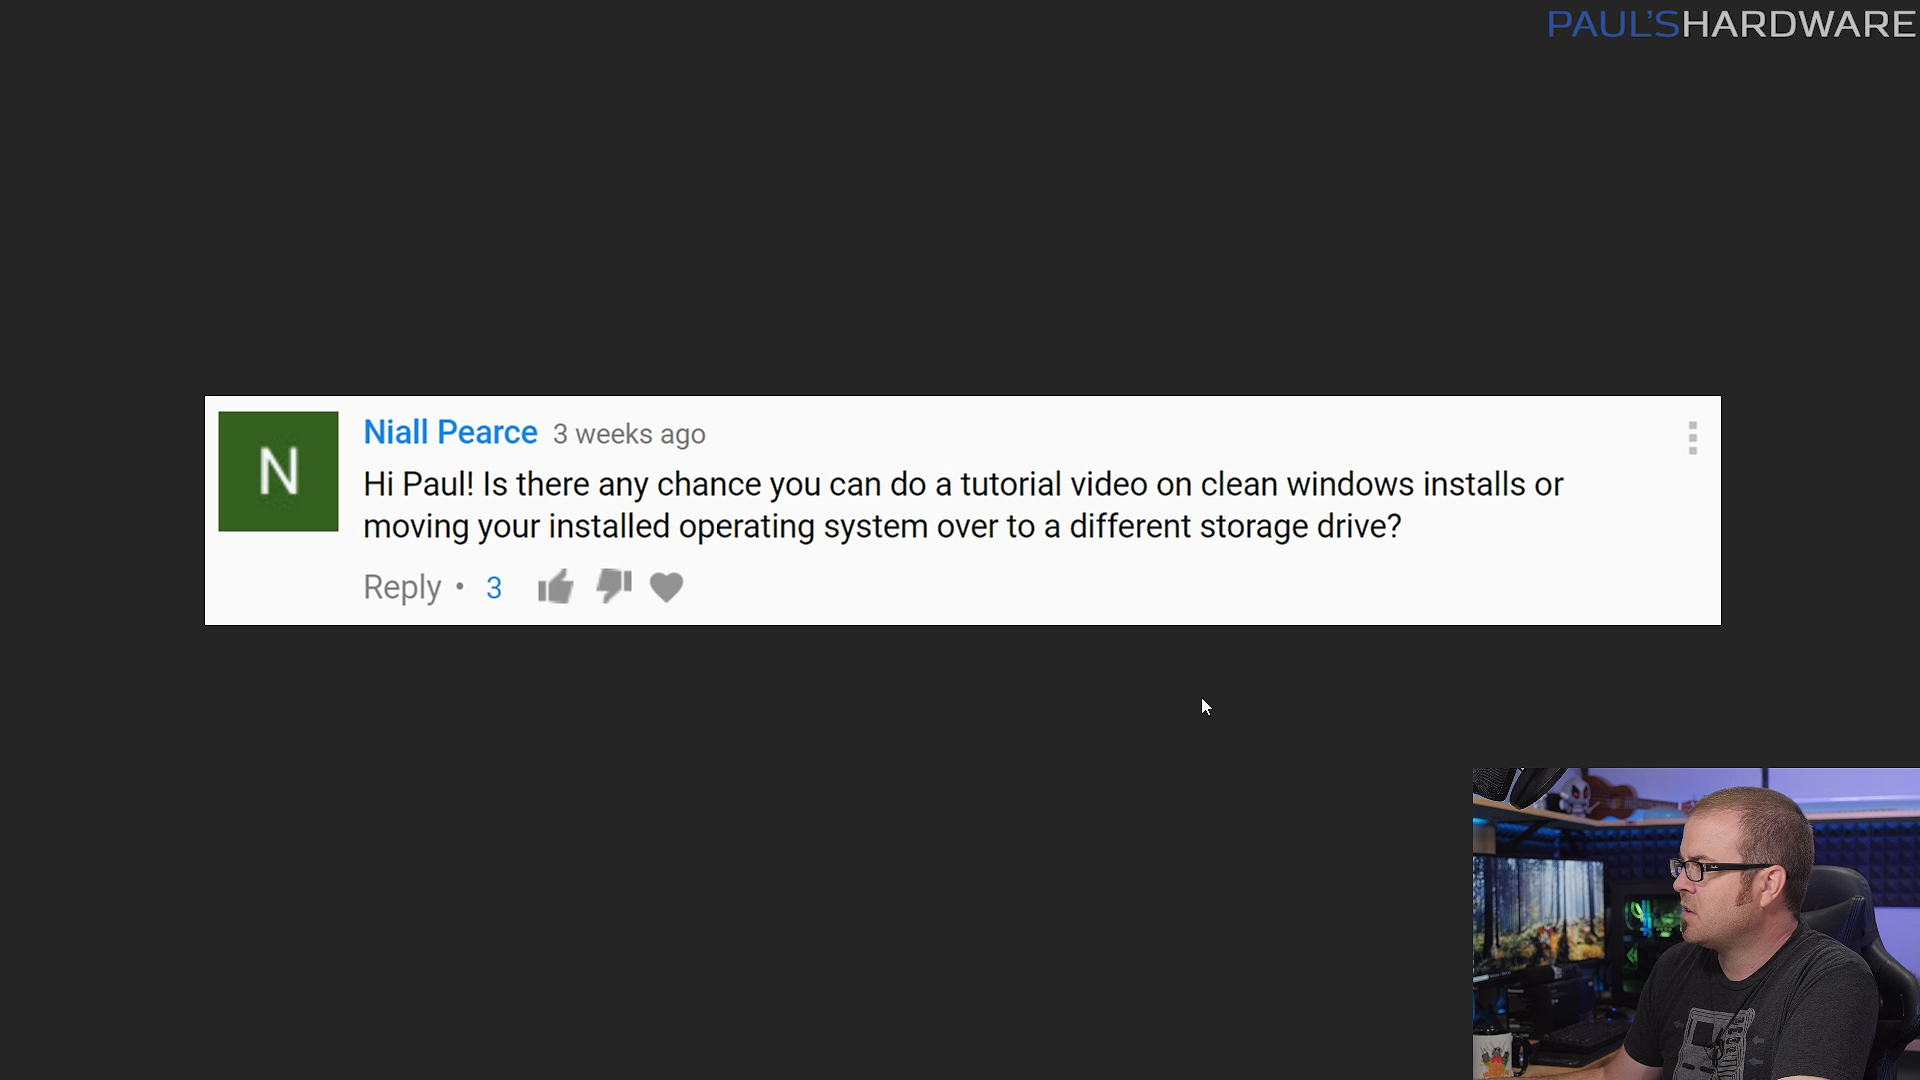 PAUL'SHARDWARE
N
Niall Pearce 3 weeks ago
Hi Paul! Is there any chance you can do a tutorial video on clean windows installs or
moving your installed operating system over to a different storage drive?
Reply • 3